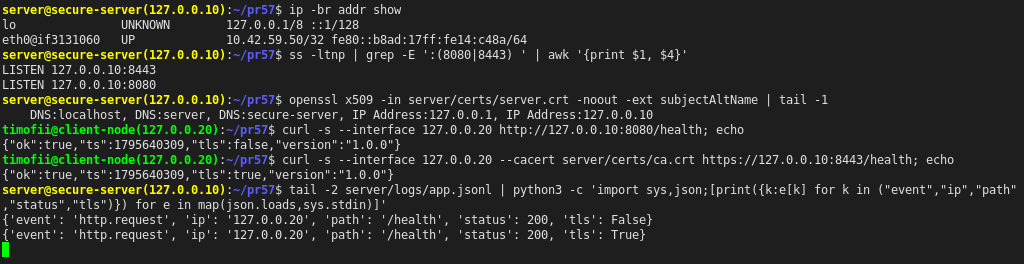 server@secure-server(127.0.0.10):~/pr57$ ip -br addr show
lo               UNKNOWN        127.0.0.1/8 ::1/128
eth0@if3131060   UP             10.42.59.50/32 fe80::b8ad:17ff:fe14:c48a/64
server@secure-server(127.0.0.10):~/pr57$ ss -ltnp | grep -E ':(8080|8443) ' | awk '{print $1, $4}'
LISTEN 127.0.0.10:8443
LISTEN 127.0.0.10:8080
server@secure-server(127.0.0.10):~/pr57$ openssl x509 -in server/certs/server.crt -noout -ext subjectAltName | tail -1
    DNS:localhost, DNS:server, DNS:secure-server, IP Address:127.0.0.1, IP Address:127.0.0.10
timofii@client-node(127.0.0.20):~/pr57$ curl -s --interface 127.0.0.20 http://127.0.0.10:8080/health; echo
{"ok":true,"ts":1795640309,"tls":false,"version":"1.0.0"}
timofii@client-node(127.0.0.20):~/pr57$ curl -s --interface 127.0.0.20 --cacert server/certs/ca.crt https://127.0.0.10:8443/health; echo
{"ok":true,"ts":1795640309,"tls":true,"version":"1.0.0"}
server@secure-server(127.0.0.10):~/pr57$ tail -2 server/logs/app.jsonl | python3 -c 'import sys,json;[print({k:e[k] for k in ("event","ip","path"
,"status","tls")}) for e in map(json.loads,sys.stdin)]'
{'event': 'http.request', 'ip': '127.0.0.20', 'path': '/health', 'status': 200, 'tls': False}
{'event': 'http.request', 'ip': '127.0.0.20', 'path': '/health', 'status': 200, 'tls': True}